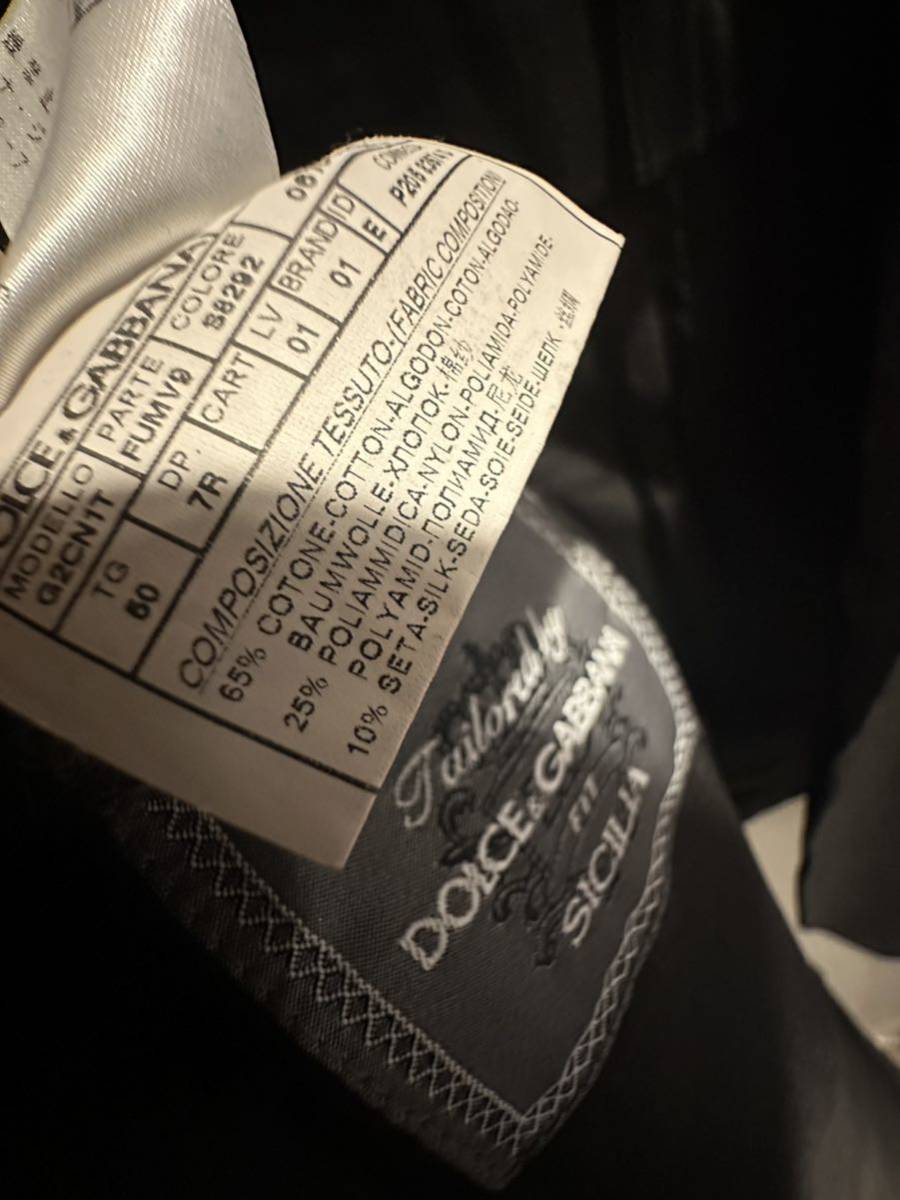 DOLCE & GABBANA
MODELLO PARTE COLORE
G2CN1T FUMV9 S8292
TG DP. CART LV BRAND ID
50 7R 01 01 E
COMPOSIZIONE TESSUTO-(FABRIC COMPOSITION)
65% COTONE-COTTON-ALGODON-COTON-ALGODAO-
BAUMWOLLE-ХЛОПОК-棉纱
25% POLIAMMIDICA-NYLON-POLIAMIDA-POLYAMIDE-
POLYAMID-ПОЛИАМИД-尼龙
10% SETA-SILK-SEDA-SOIE-SEIDE-ШЕЛК-
Tailored by
DOLCE & GABBANA
FIT
SICILIA